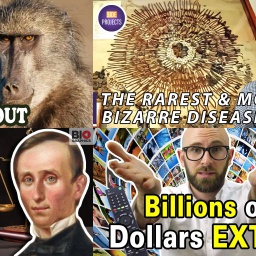 OUT
PROJECTS
THE RAREST & M
BIZARRE DISEAS
BIO
Billions o
Dollars EXT